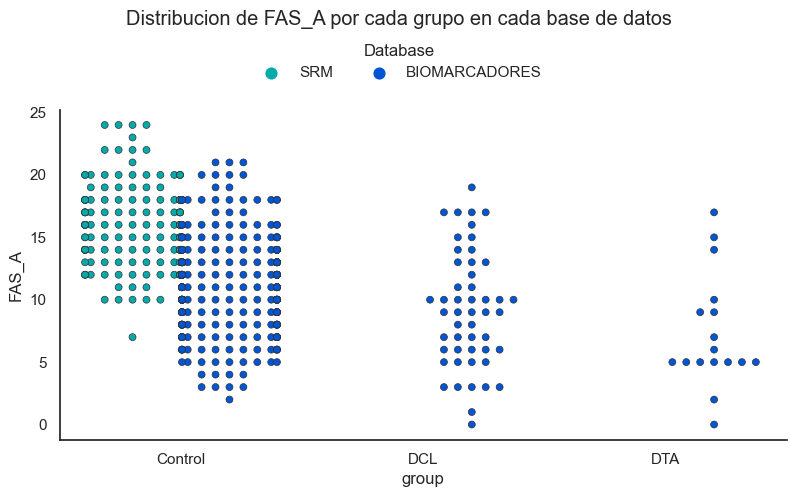 Distribucion de FAS_A por cada grupo en cada base de datos
Database
SRM BIOMARCADORES
25
20
15
10
5
0
FAS_A
Control DCL DTA
group